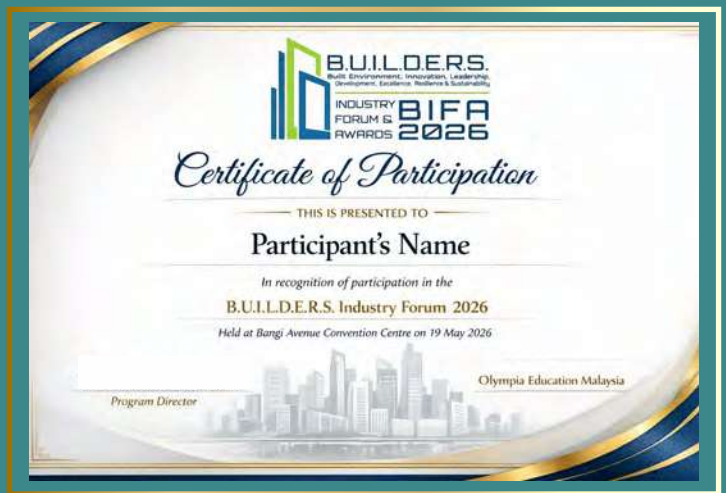 B.U.I.L.D.E.R.S.
Built Environment, Innovation, Leadership,
Development, Excellence, Resilience & Sustainability
INDUSTRY
FORUM &
AWARDS
BIFA
2026
Certificate of Participation
THIS IS PRESENTED TO
Participant's Name
In recognition of participation in the
B.U.I.L.D.E.R.S. Industry Forum 2026
Held at Bangi Avenue Convention Centre on 19 May 2026
Olympia Education Malaysia
Program Director